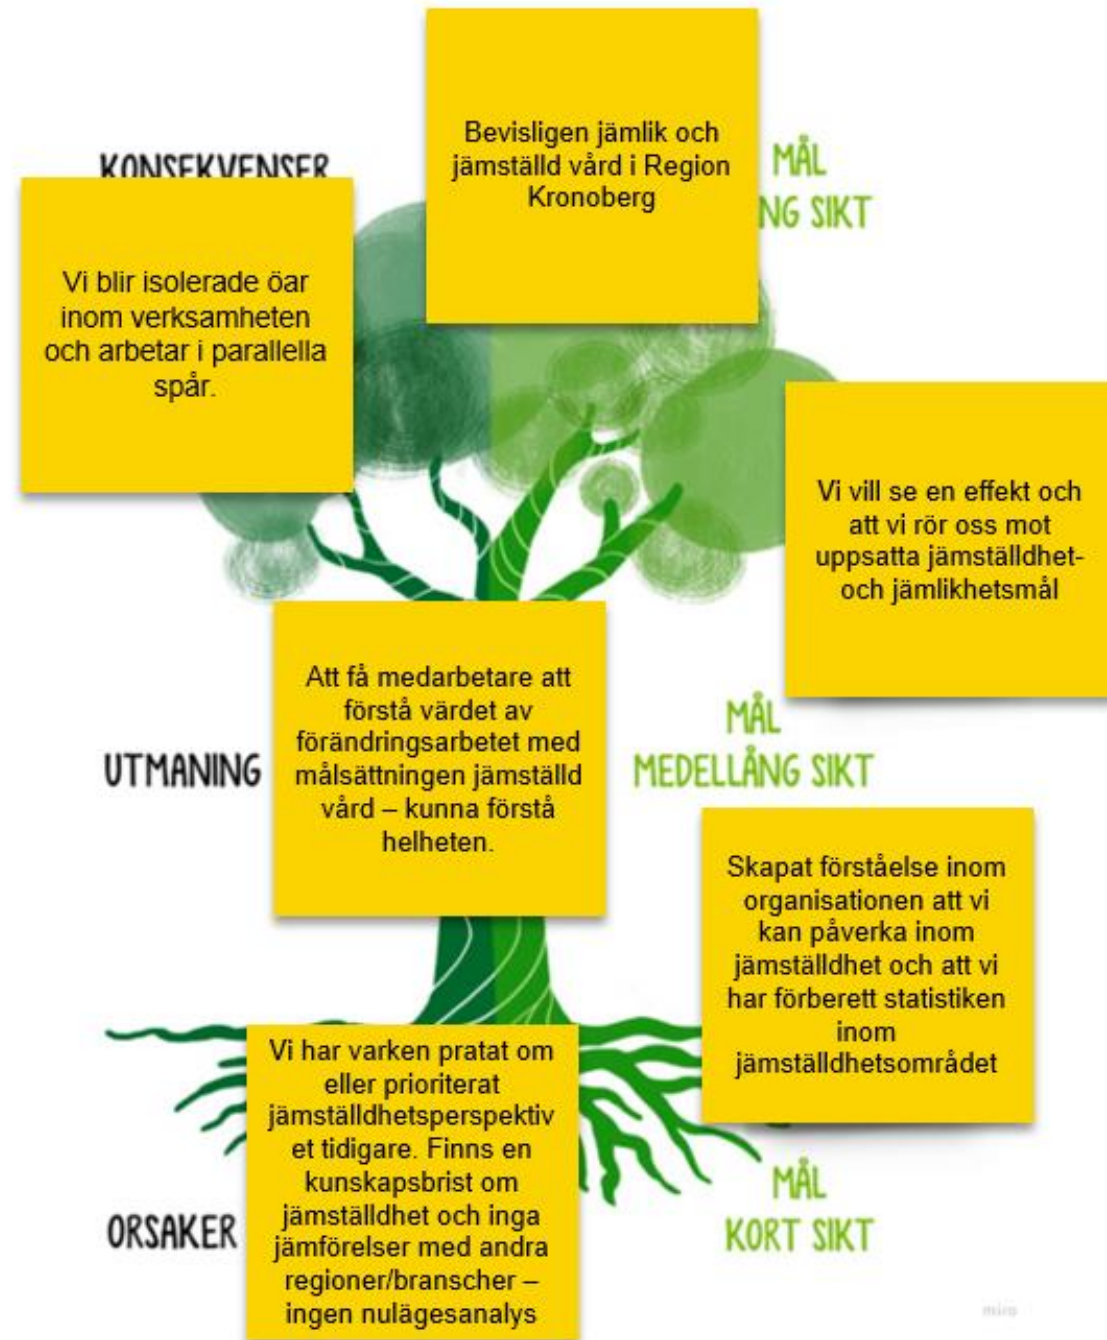 Bevisligen jämlik och
jämställd vård i Region
Kronoberg
KONSEKVENSER
MÅL
NG SIKT
Vi blir isolerade öar
inom verksamheten
och arbetar i parallella
spår.
Vi vill se en effekt och
att vi rör oss mot
uppsatta jämställdhet-
och jämlikhetsmål
Att få medarbetare att
förstå värdet av
förändringsarbetet med
målsättningen jämställd
vård – kunna förstå
helheten.
UTMANING
MÅL
MEDELLÅNG SIKT
Skapat förståelse inom
organisationen att vi
kan påverka inom
jämställdhet och att vi
har förberett statistiken
inom
jämställdhetsområdet
Vi har varken pratat om
eller prioriterat
jämställdhetsperspektiv
et tidigare. Finns en
kunskapsbrist om
jämställdhet och inga
jämförelser med andra
regioner/branscher –
ingen nulägesanalys
ORSAKER
MÅL
KORT SIKT
miro